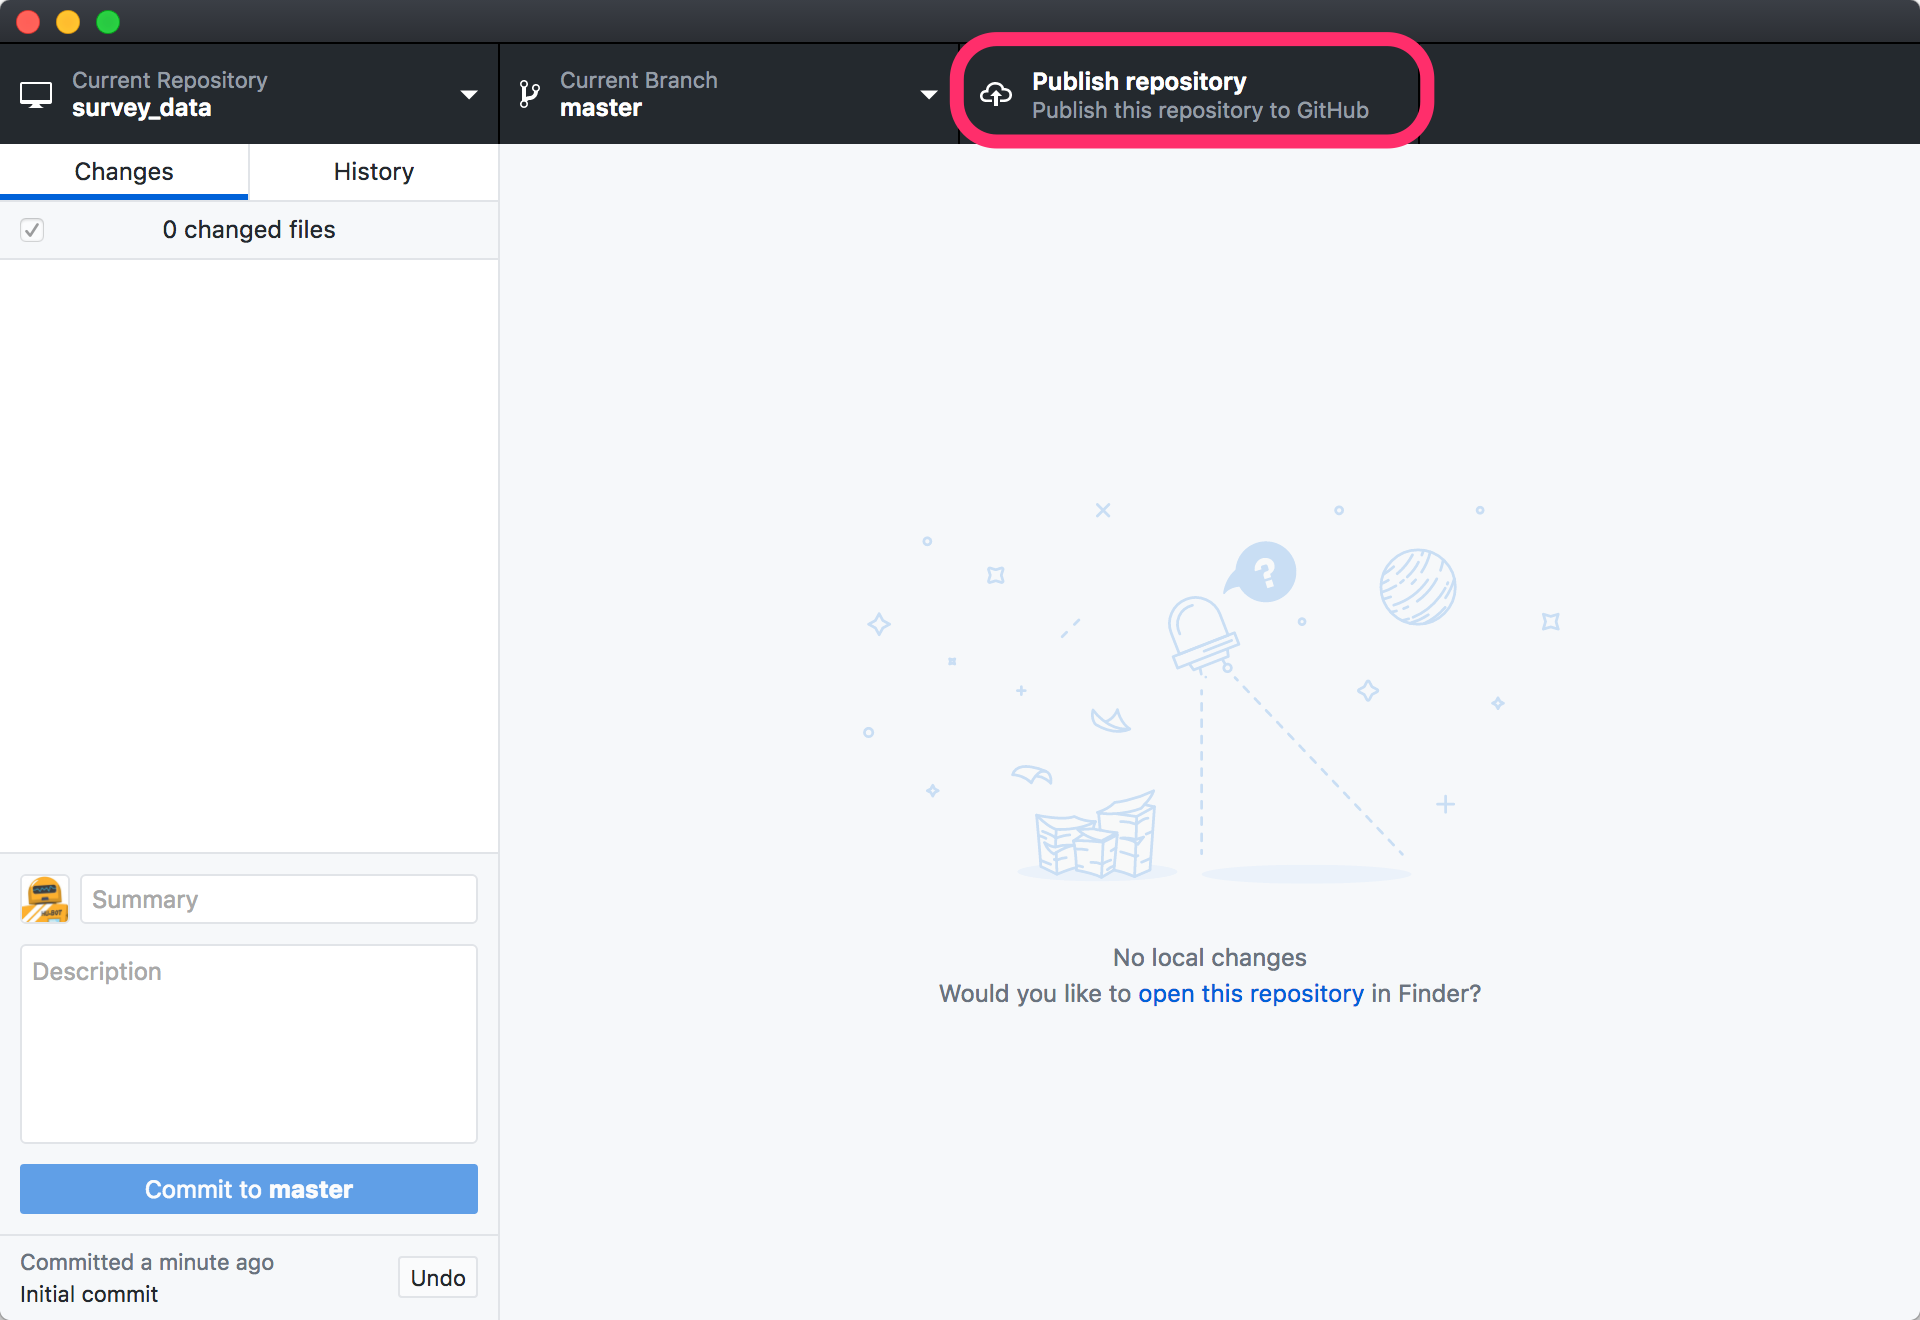 Current Repository
survey_data
Current Branch
master
Publish repository
Publish this repository to GitHub
Changes
History
0 changed files
?
No local changes
Would you like to open this repository in Finder?
HU-BOT
Summary
Description
Commit to master
Committed a minute ago
Initial commit
Undo